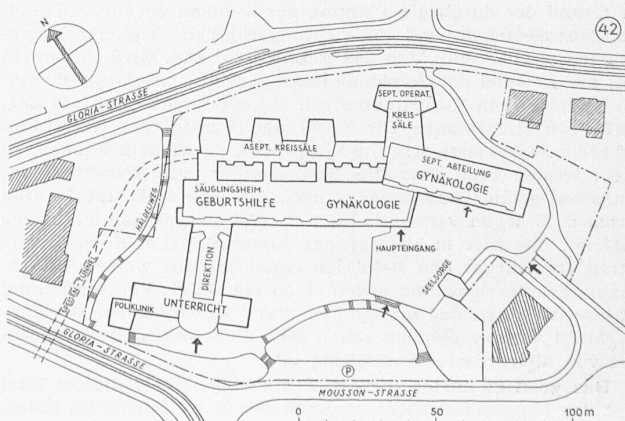 42
N
GLORIA-STRASSE
SEPT. OPERAT.
KREIS-
SÄLE
ASEPT. KREISSÄLE
SEPT. ABTEILUNG
GYNÄKOLOGIE
SÄUGLINGSHEIM
GEBURTSHILFE
GYNÄKOLOGIE
HÄLDELIWEG
HAUPTEINGANG
DIREKTION
SEELSORGE
POLIKLINIK
UNTERRICHT
GLORIA-STRASSE
P
MOUSSON-STRASSE
0 50 100 m